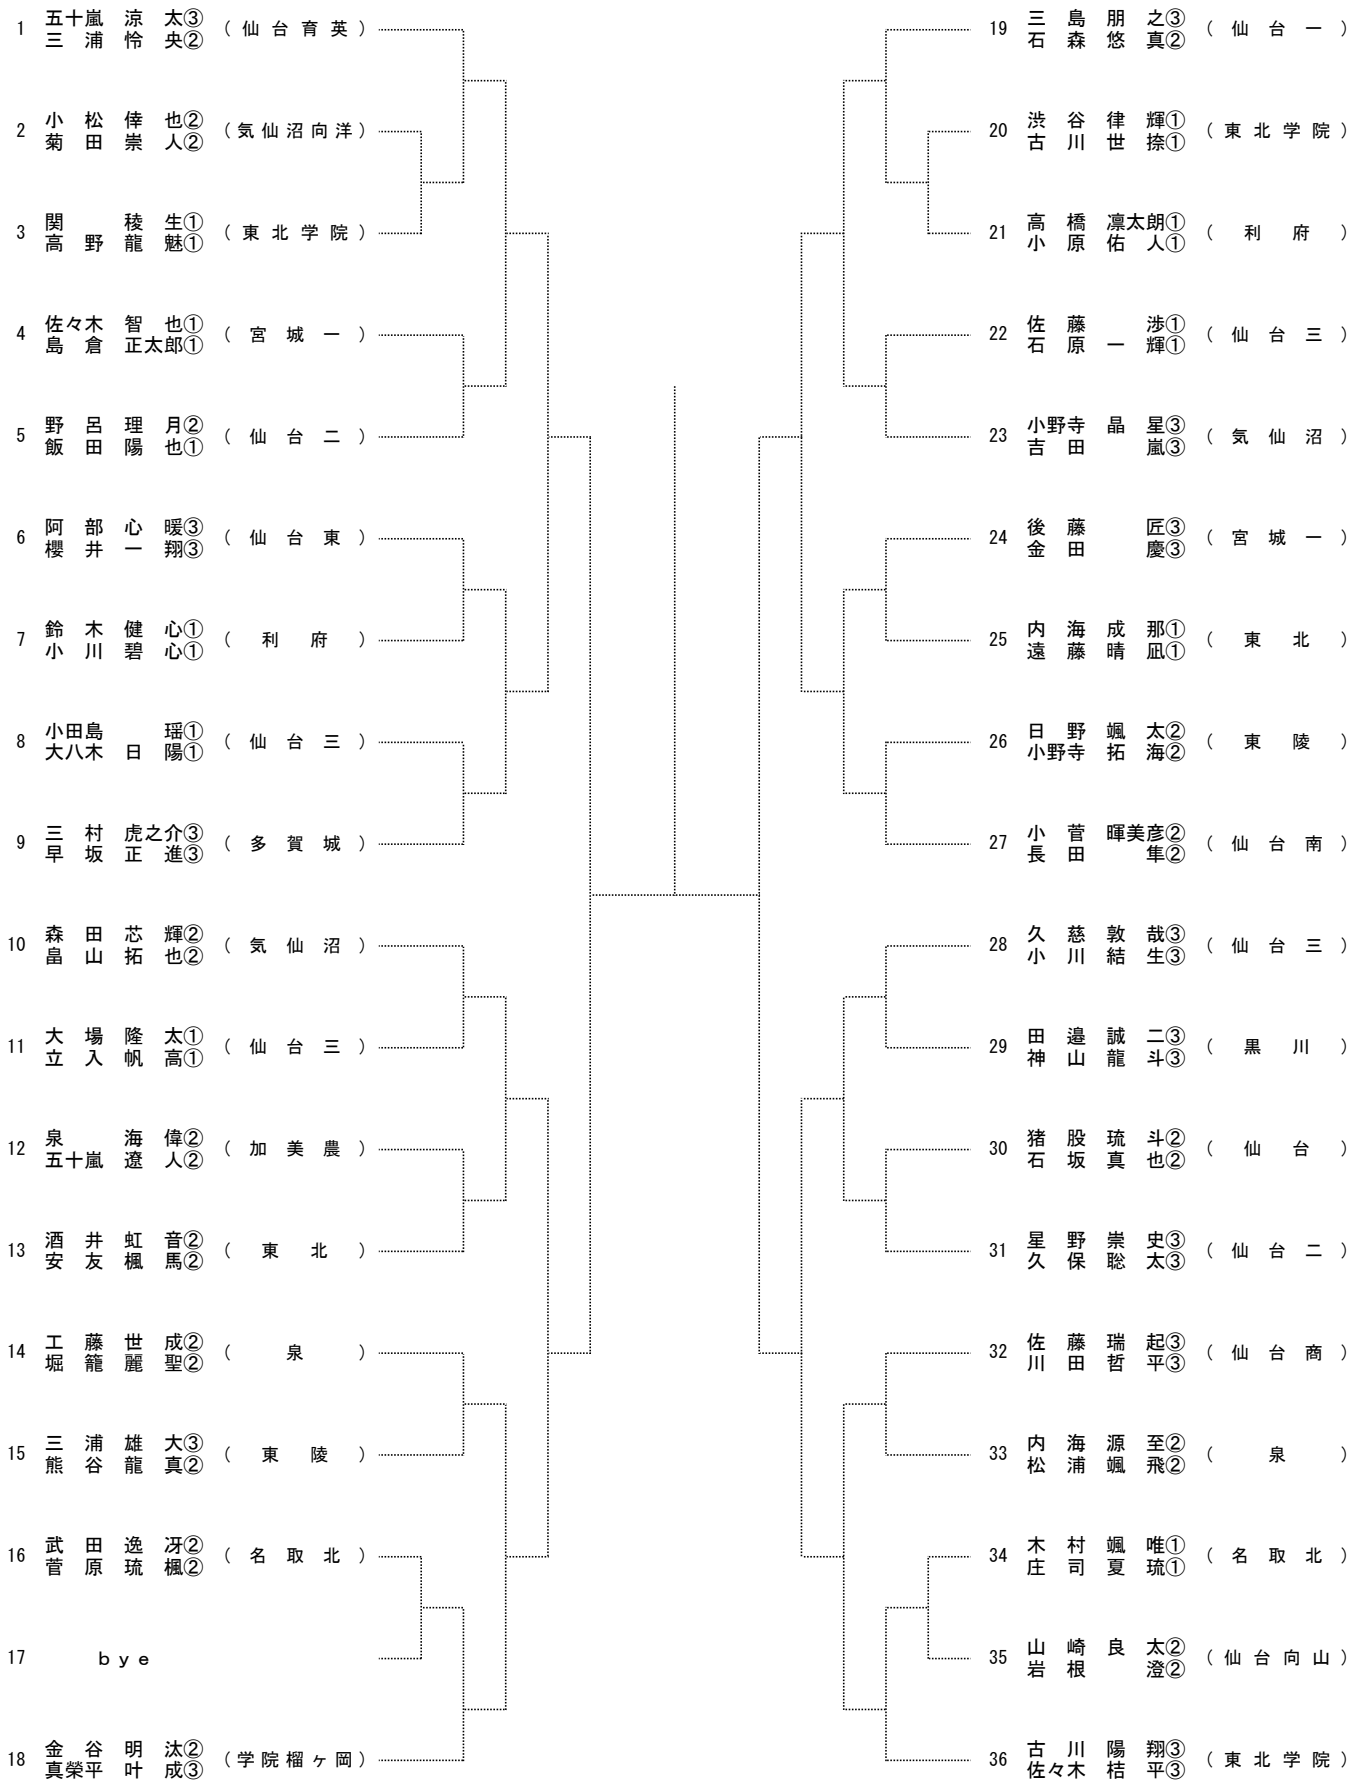 1 五十嵐 涼 太③ (仙台育英)
三 浦 怜 央②
2 小 松 倖 也② (気仙沼向洋)
菊 田 崇 人②
3 関 稜 生① (東北学院)
高 野 龍 魅①
4 佐々木 智 也① (宮城一)
島 倉 正太郎①
5 野 呂 理 月② (仙台二)
飯 田 陽 也①
6 阿 部 心 暖③ (仙台東)
櫻 井 一 翔③
7 鈴 木 健 心① (利府)
小 川 碧 心①
8 小田島 瑶① (仙台三)
大八木 日 陽①
9 三 村 虎之介③ (多賀城)
早 坂 正 進③
10 森 田 芯 輝② (気仙沼)
畠 山 拓 也②
11 大 場 隆 太① (仙台三)
立 入 帆 高①
12 泉 海 偉② (加美農)
五十嵐 遼 人②
13 酒 井 虹 音② (東北)
安 友 楓 馬②
14 工 藤 世 成② (泉)
堀 籠 麗 聖②
15 三 浦 雄 大③ (東陵)
熊 谷 龍 真②
16 武 田 逸 冴② (名取北)
菅 原 琉 楓②
17 bye
18 金 谷 明 汰② (学院榴ヶ岡)
真榮平 叶 成③
19 三 島 朋 之③ (仙台一)
石 森 悠 真②
20 渋 谷 律 輝① (東北学院)
古 川 世 捺①
21 高 橋 凛太朗① (利府)
小 原 佑 人①
22 佐 藤 渉① (仙台三)
石 原 一 輝①
23 小野寺 晶 星③ (気仙沼)
吉 田 嵐③
24 後 藤 匠③ (宮城一)
金 田 慶③
25 内 海 成 那① (東北)
遠 藤 晴 凪①
26 日 野 颯 太② (東陵)
小野寺 拓 海②
27 小 菅 暉美彦② (仙台南)
長 田 隼②
28 久 慈 敦 哉③ (仙台三)
小 川 結 生③
29 田 邉 誠 二③ (黒川)
神 山 龍 斗③
30 猪 股 琉 斗② (仙台)
石 坂 真 也②
31 星 野 崇 史③ (仙台二)
久 保 聡 太③
32 佐 藤 瑞 起③ (仙台商)
川 田 哲 平③
33 内 海 源 至② (泉)
松 浦 颯 飛②
34 木 村 颯 唯① (名取北)
庄 司 夏 琉①
35 山 崎 良 太② (仙台向山)
岩 根 澄②
36 古 川 陽 翔③ (東北学院)
佐々木 桔 平③